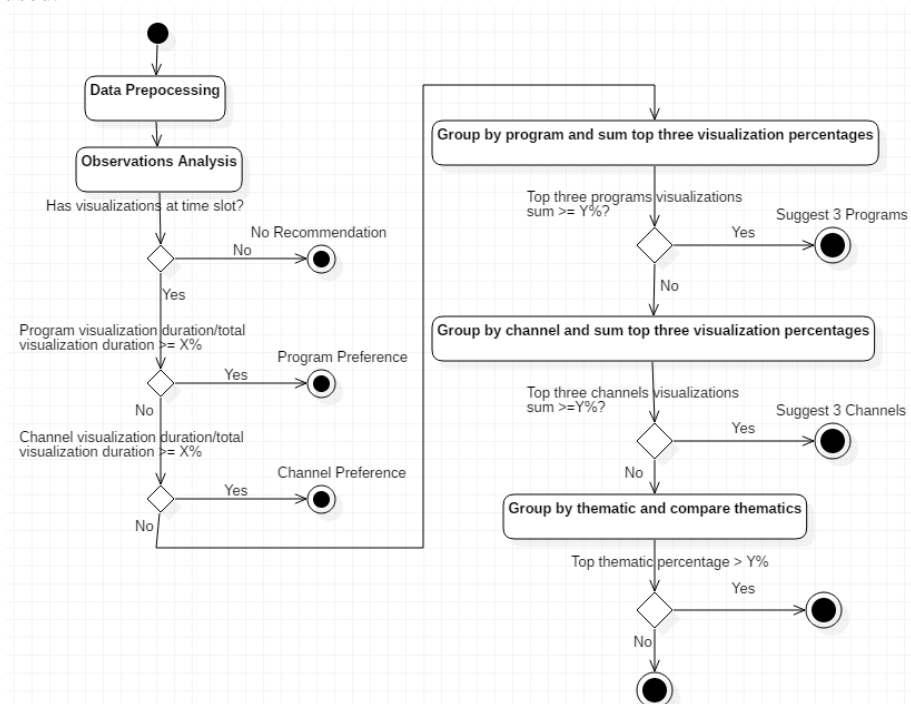 Data Prepocessing
Observations Analysis
Has visualizations at time slot?
No Recommendation
No
Yes
Program visualization duration/total
visualization duration >= X%
Program Preference
Yes
No
Channel visualization duration/total
visualization duration >= X%
Channel Preference
Yes
No
Group by program and sum top three visualization percentages
Top three programs visualizations
sum >= Y%?
Suggest 3 Programs
Yes
No
Group by channel and sum top three visualization percentages
Top three channels visualizations
sum >=Y%?
Suggest 3 Channels
Yes
No
Group by thematic and compare thematics
Top thematic percentage > Y%
Yes
No